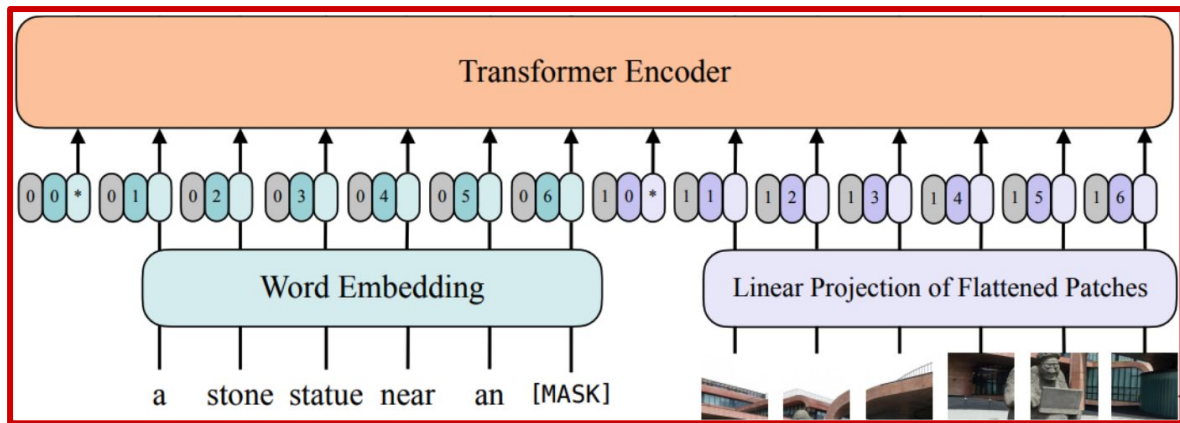 Transformer Encoder
0 0 * 0 1 0 2 0 3 0 4 0 5 0 6 1 0 * 1 1 1 2 1 3 1 4 1 5 1 6
Word Embedding Linear Projection of Flattened Patches
a stone statue near an [MASK]